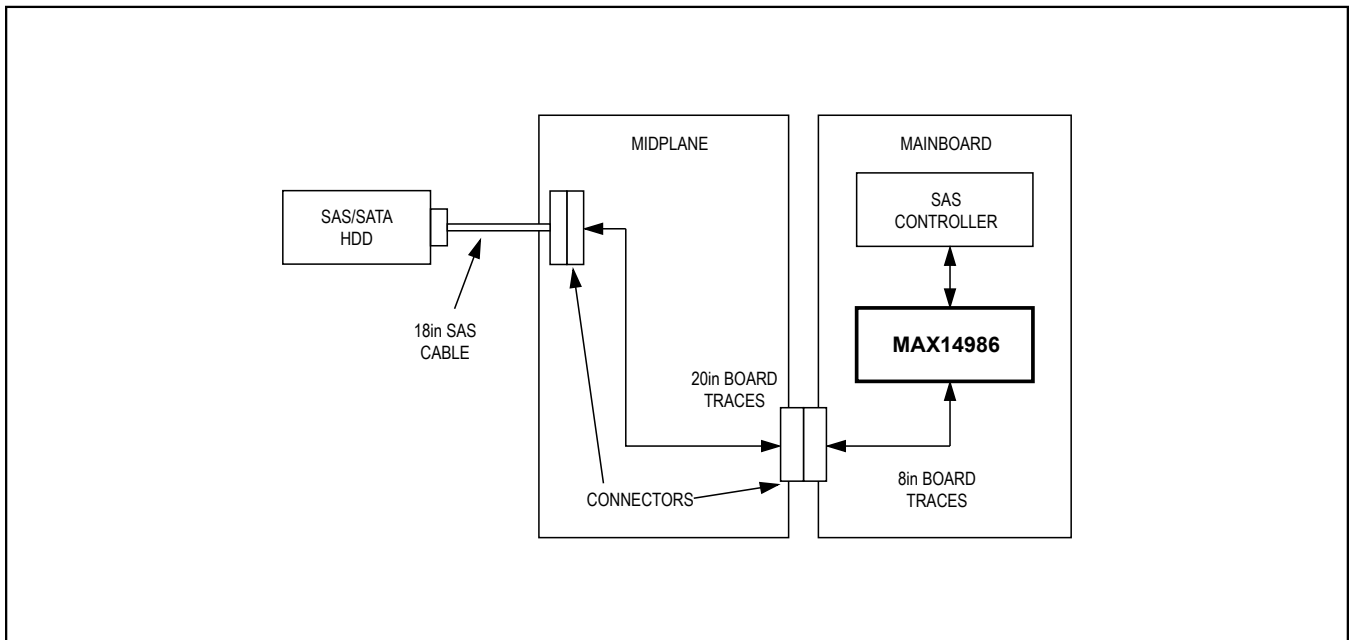 MIDPLANE
MAINBOARD
SAS/SATA
HDD
SAS
CONTROLLER
18in SAS
CABLE
MAX14986
20in BOARD
TRACES
CONNECTORS
8in BOARD
TRACES